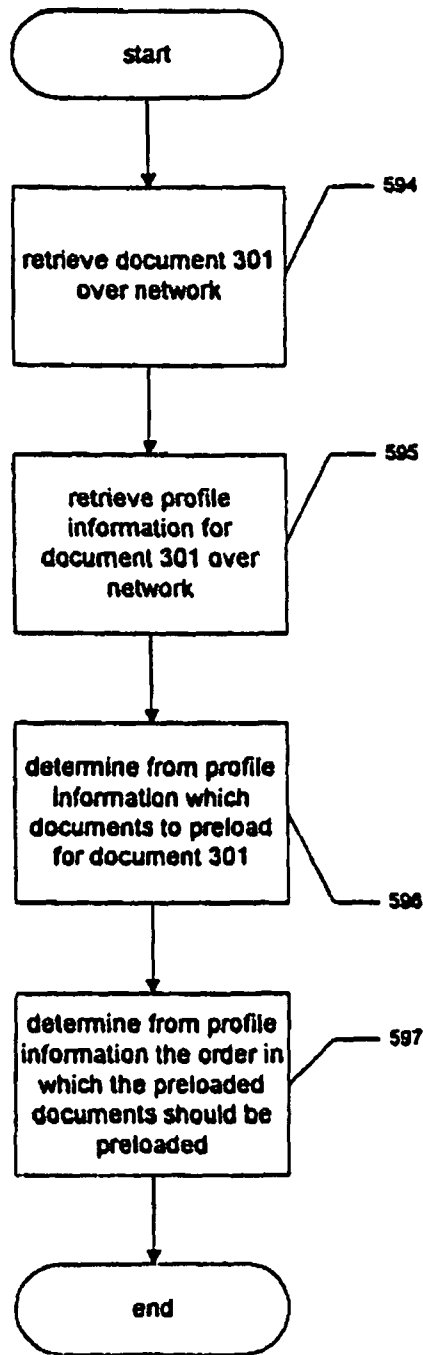 start
594
retrieve document 301
over network
595
retrieve profile
information for
document 301 over
network
determine from profile
information which
documents to preload
for document 301
596
determine from profile
information the order in
which the preloaded
documents should be
preloaded
597
end